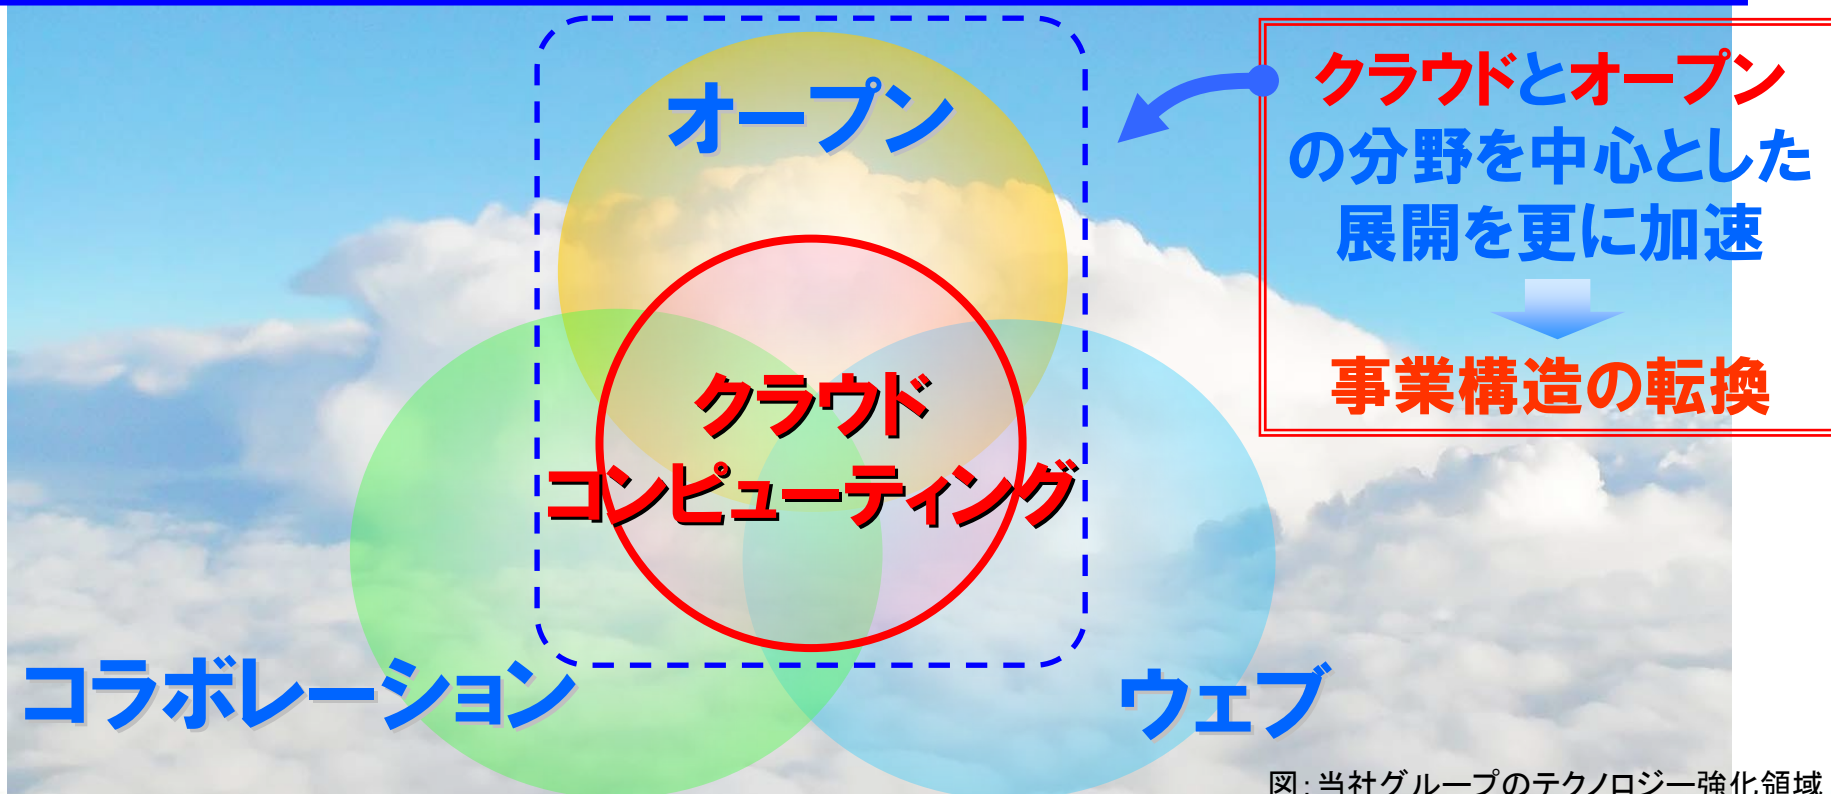 オープン
クラウドとオープン
の分野を中心とした
展開を更に加速
事業構造の転換
クラウド
コンピューティング
コラボレーション
ウェブ
図：当社グループのテクノロジー強化領域